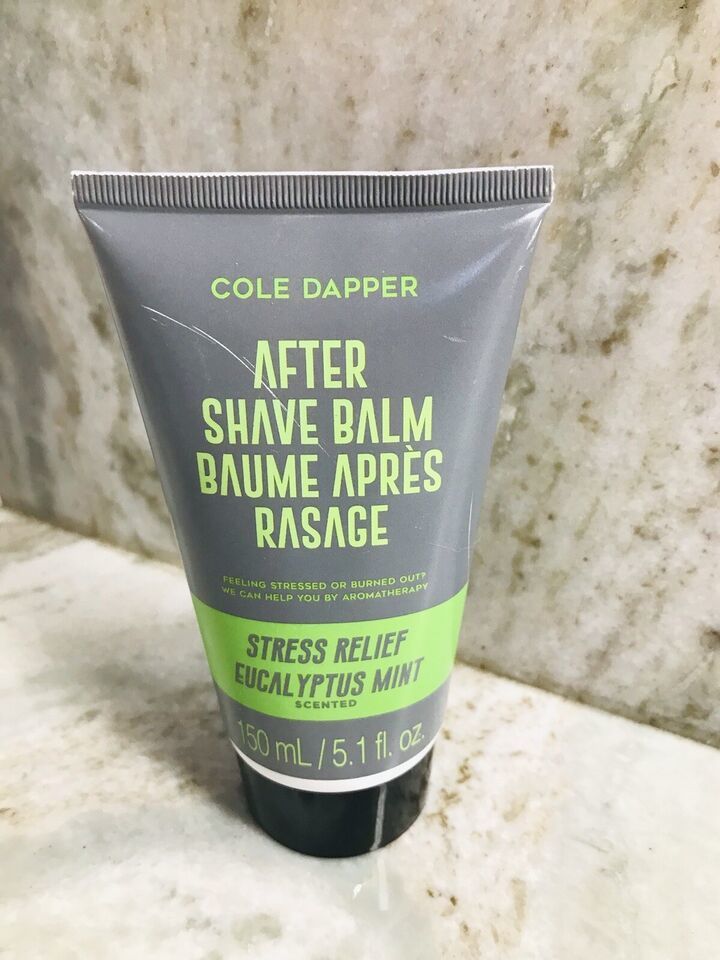 COLE DAPPER
AFTER
SHAVE BALM
BAUME APRÈS
RASAGE
FEELING STRESSED OR BURNED OUT?
WE CAN HELP YOU BY AROMATHERAPY
STRESS RELIEF
EUCALYPTUS MINT
SCENTED
150 mL / 5.1 fl. oz.